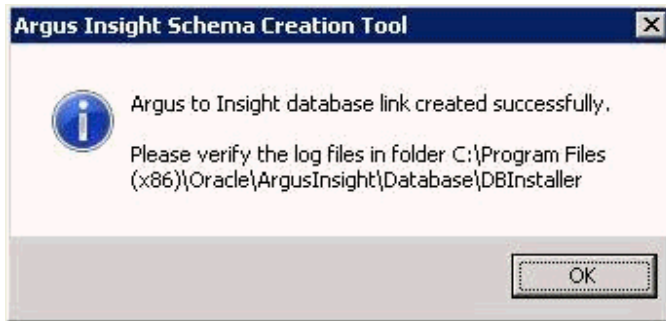 Argus Insight Schema Creation Tool
Argus to Insight database link created successfully.
Please verify the log files in folder C:\Program Files
(x86)\Oracle\ArgusInsight\Database\DBInstaller
OK